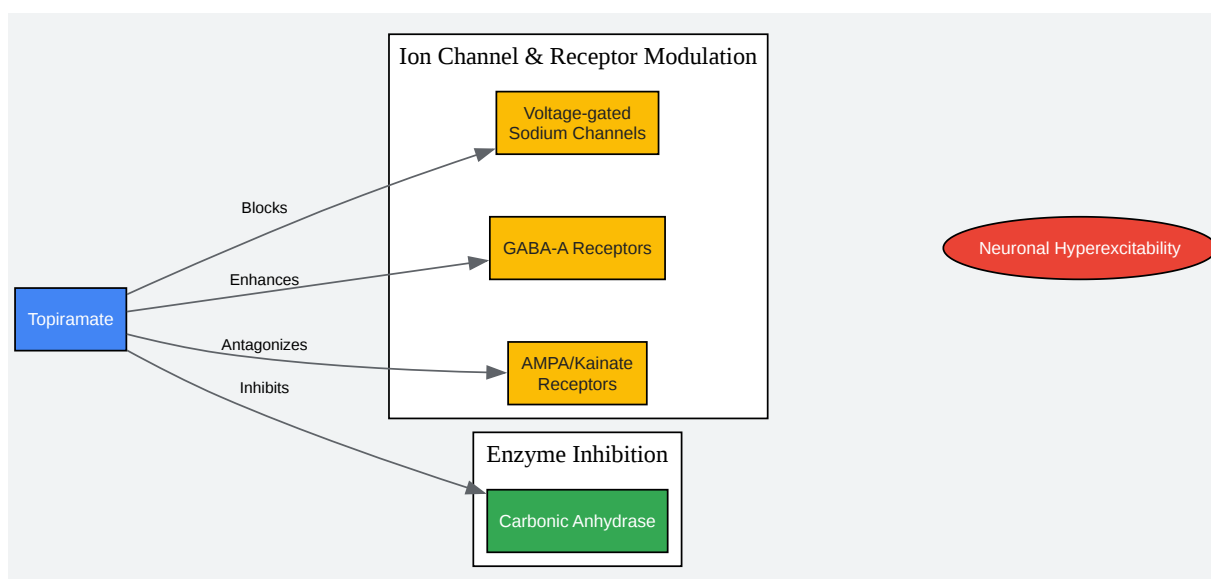 Ion Channel & Receptor Modulation
Voltage-gated
Sodium Channels
Blocks
GABA-A Receptors
Neuronal Hyperexcitability
Enhances
Topiramate
Antagonizes
AMPA/Kainate
Receptors
Inhibits
Enzyme Inhibition
Carbonic Anhydrase